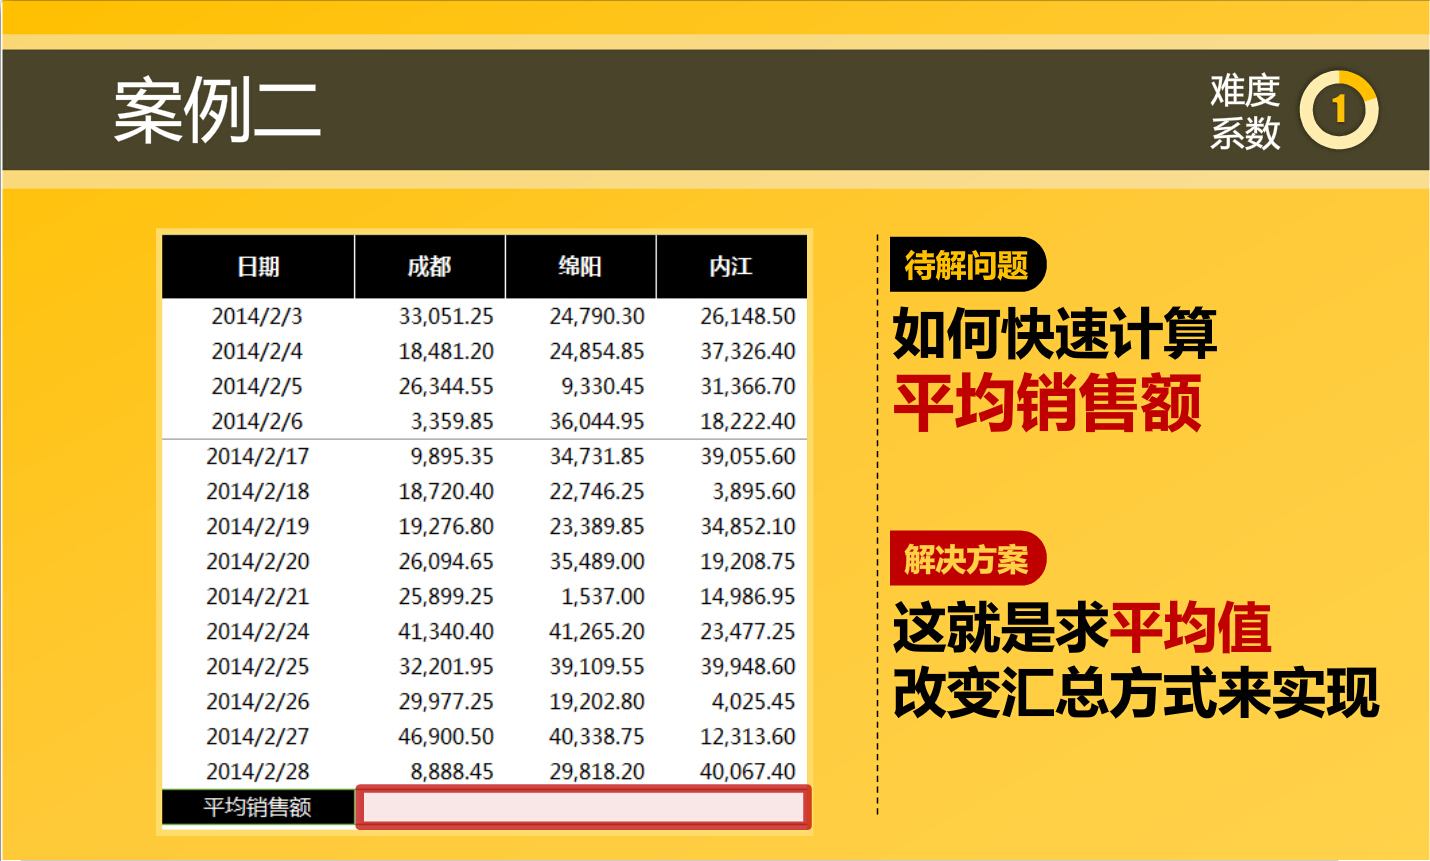 案例二
难度
系数
1
日期 成都 绵阳 内江
2014/2/3 33,051.25 24,790.30 26,148.50
2014/2/4 18,481.20 24,854.85 37,326.40
2014/2/5 26,344.55 9,330.45 31,366.70
2014/2/6 3,359.85 36,044.95 18,222.40
2014/2/17 9,895.35 34,731.85 39,055.60
2014/2/18 18,720.40 22,746.25 3,895.60
2014/2/19 19,276.80 23,389.85 34,852.10
2014/2/20 26,094.65 35,489.00 19,208.75
2014/2/21 25,899.25 1,537.00 14,986.95
2014/2/24 41,340.40 41,265.20 23,477.25
2014/2/25 32,201.95 39,109.55 39,948.60
2014/2/26 29,977.25 19,202.80 4,025.45
2014/2/27 46,900.50 40,338.75 12,313.60
2014/2/28 8,888.45 29,818.20 40,067.40
平均销售额
待解问题
如何快速计算
平均销售额
解决方案
这就是求平均值
改变汇总方式来实现